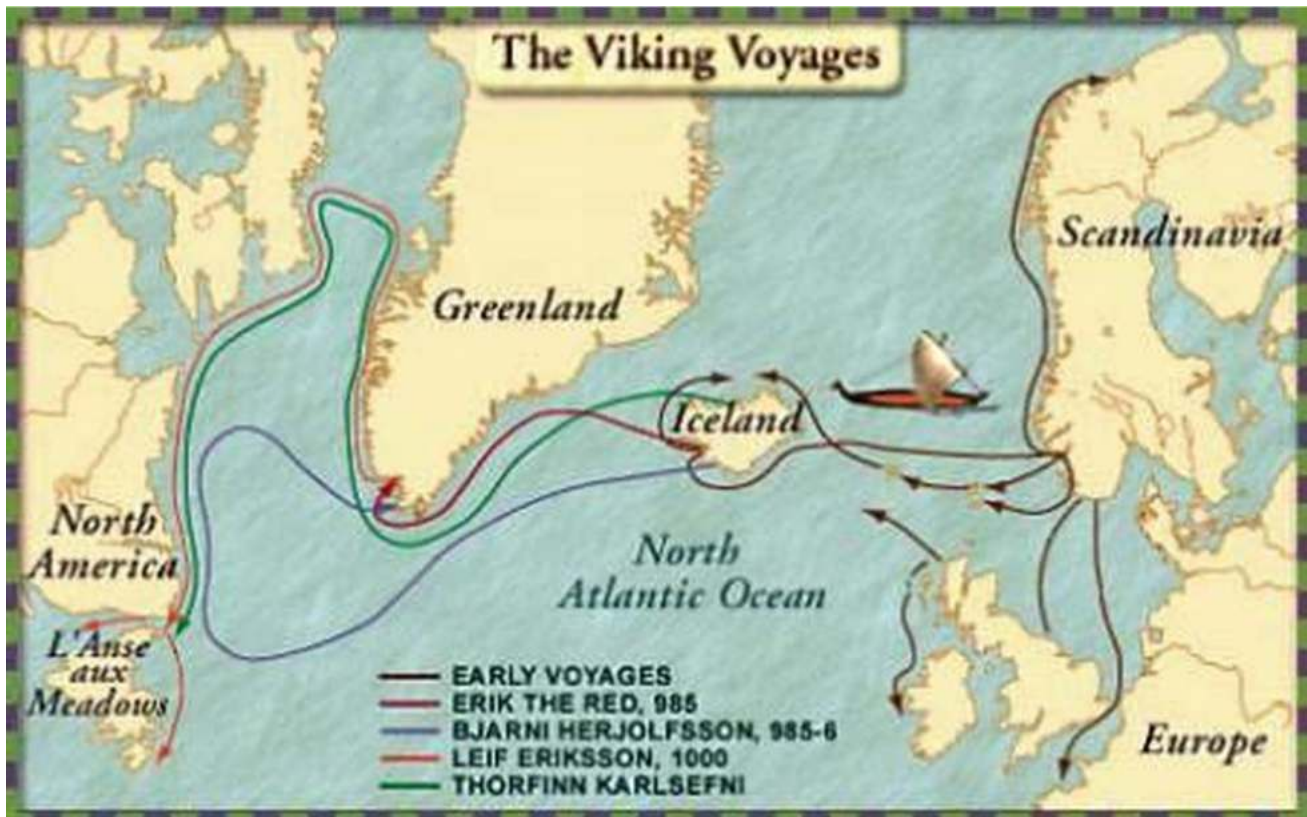 The Viking Voyages
Scandinavia
Greenland
Iceland
North
America
North
Atlantic Ocean
L'Anse
aux
Meadows
Europe
EARLY VOYAGES
ERIK THE RED, 985
BJARNI HERJOLFSSON, 985-6
LEIF ERIKSSON, 1000
THORFINN KARLSEFNI